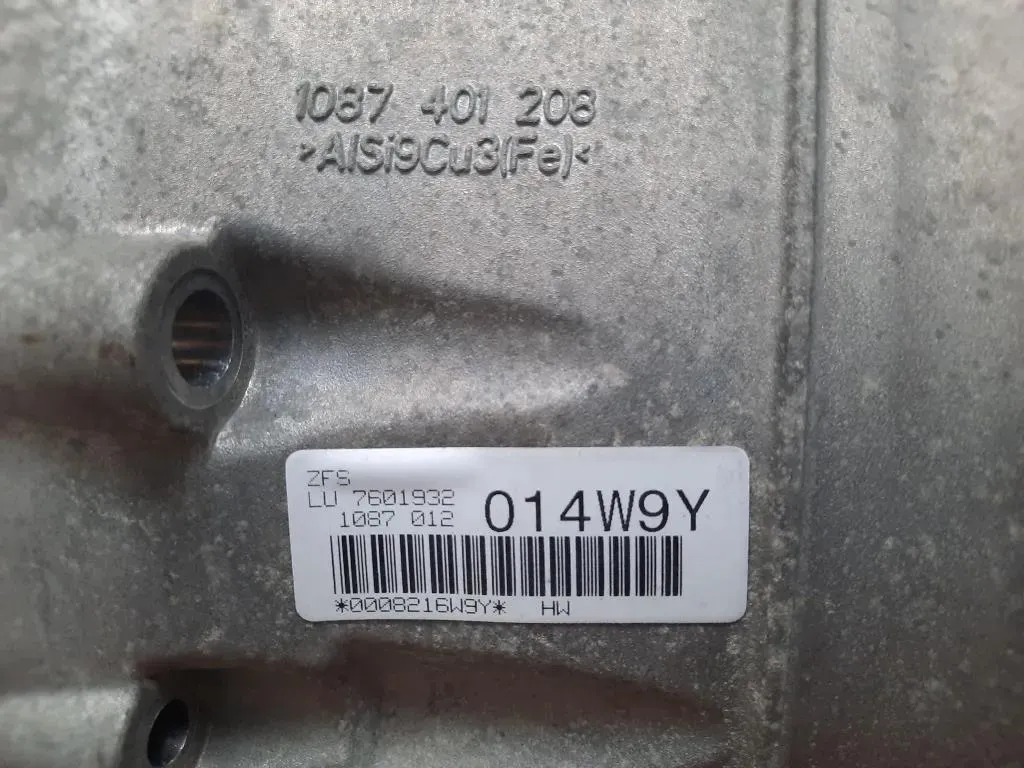 1087 401 208
>AlSi9Cu3(Fe)<
ZFS
LU 7601932
1087 012
014W9Y
*0008216W9Y* HW